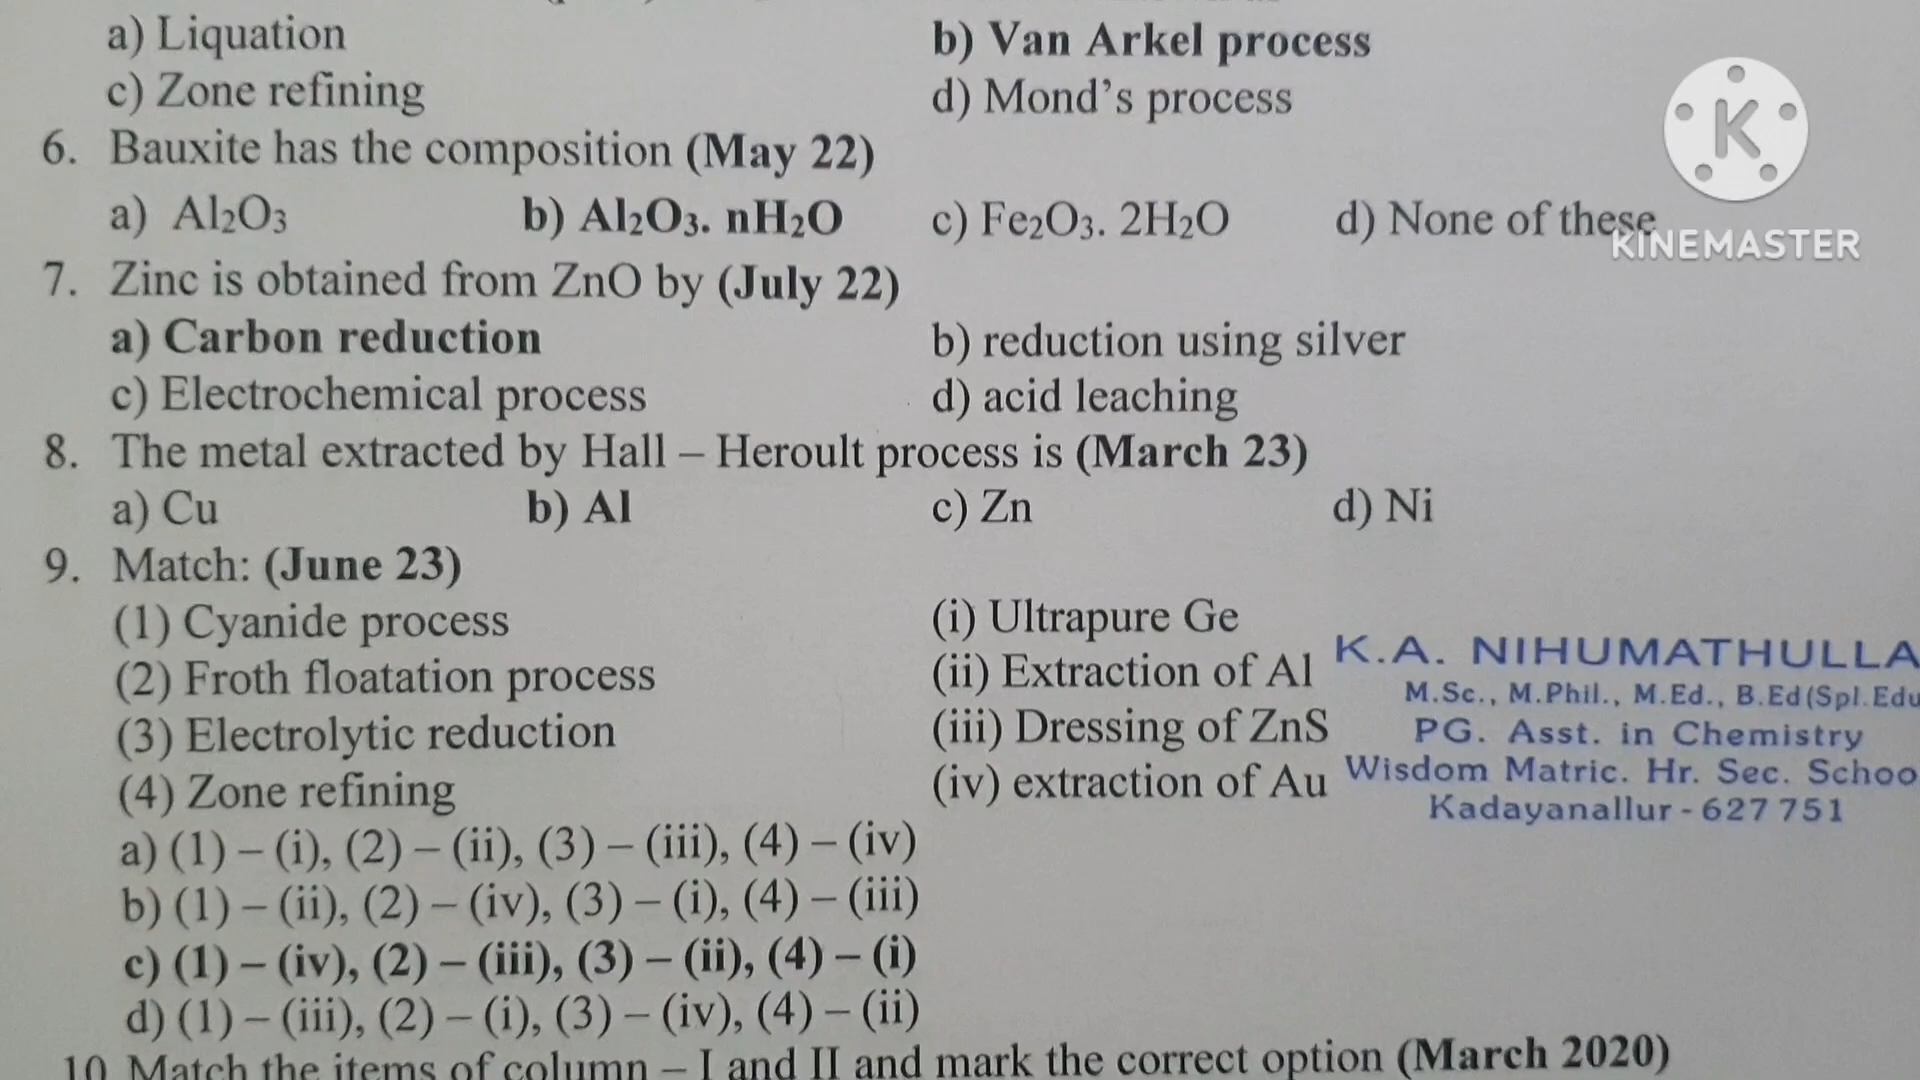 a) Liquation b) Van Arkel process
c) Zone refining d) Mond's process
6. Bauxite has the composition (May 22)
a) Al₂O₃ b) Al₂O₃. nH₂O c) Fe₂O₃. 2H₂O d) None of these
KINEMASTER
7. Zinc is obtained from ZnO by (July 22)
a) Carbon reduction b) reduction using silver
c) Electrochemical process d) acid leaching
8. The metal extracted by Hall – Heroult process is (March 23)
a) Cu b) Al c) Zn d) Ni
9. Match: (June 23)
(1) Cyanide process (i) Ultrapure Ge
(2) Froth floatation process (ii) Extraction of Al
(3) Electrolytic reduction (iii) Dressing of ZnS
(4) Zone refining (iv) extraction of Au
K.A. NIHUMATHULLA
M.Sc., M.Phil., M.Ed., B.Ed(Spl.Edu
PG. Asst. in Chemistry
Wisdom Matric. Hr. Sec. Schoo
Kadayanallur - 627 751
a) (1) – (i), (2) – (ii), (3) – (iii), (4) – (iv)
b) (1) – (ii), (2) – (iv), (3) – (i), (4) – (iii)
c) (1) – (iv), (2) – (iii), (3) – (ii), (4) – (i)
d) (1) – (iii), (2) – (i), (3) – (iv), (4) – (ii)
10 Match the items of column – I and II and mark the correct option (March 2020)